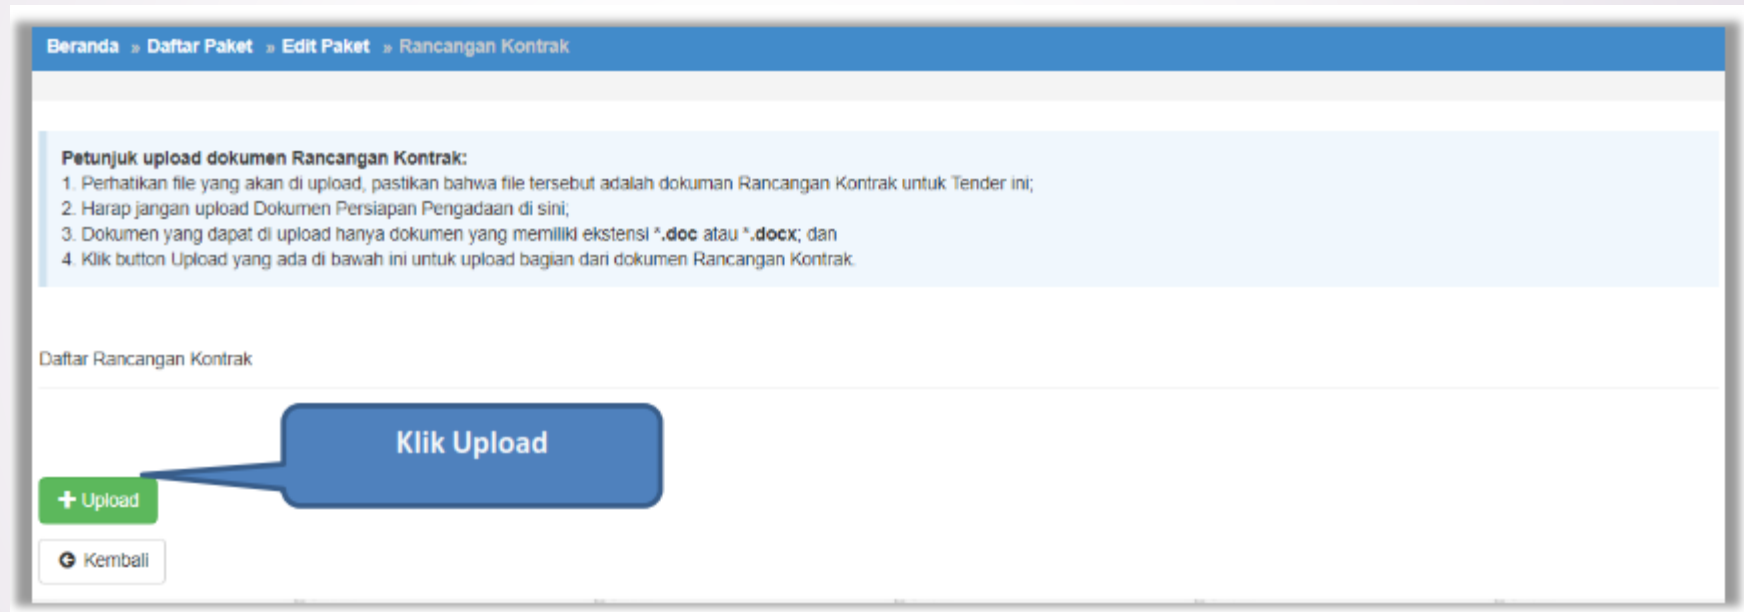 Beranda » Daftar Paket » Edit Paket » Rancangan Kontrak
Petunjuk upload dokumen Rancangan Kontrak:
1. Perhatikan file yang akan di upload, pastikan bahwa file tersebut adalah dokuman Rancangan Kontrak untuk Tender ini;
2. Harap jangan upload Dokumen Persiapan Pengadaan di sini;
3. Dokumen yang dapat di upload hanya dokumen yang memiliki ekstensi *.doc atau *.docx; dan
4. Klik button Upload yang ada di bawah ini untuk upload bagian dari dokumen Rancangan Kontrak.
Daftar Rancangan Kontrak
Klik Upload
+ Upload
Kembali